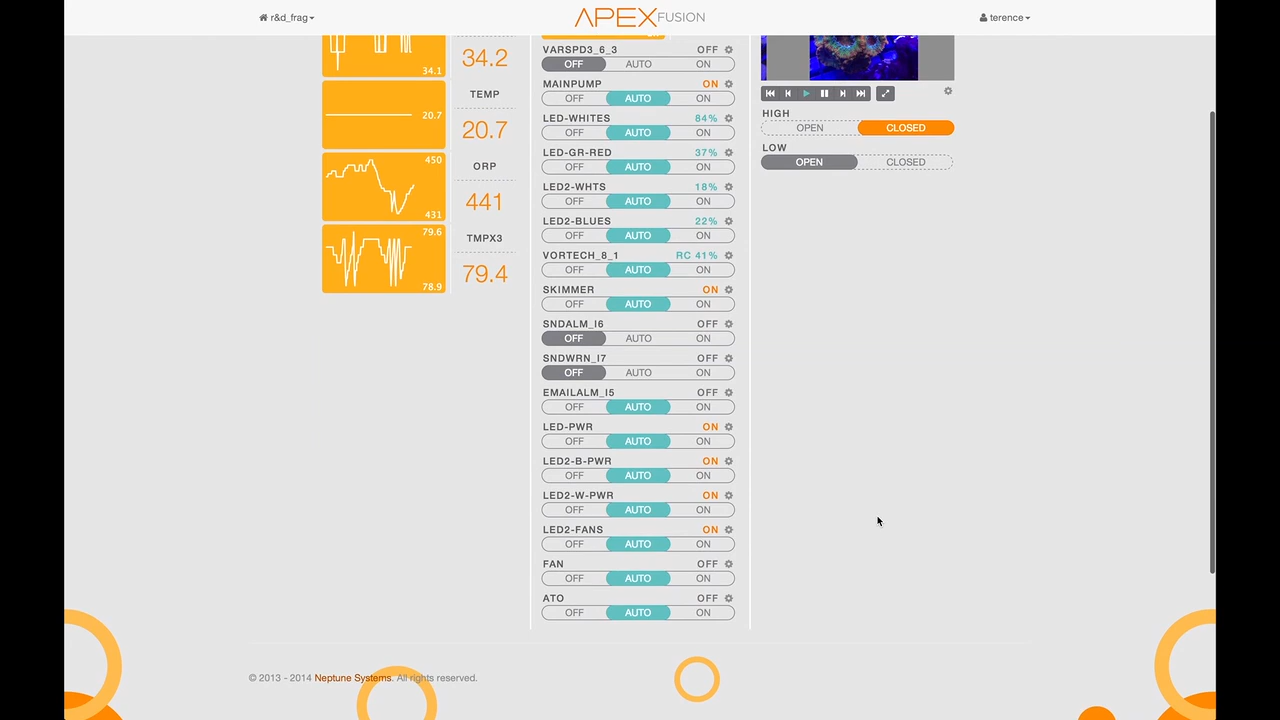 r&d_frag
APEX FUSION
terence
34.1
34.2
TEMP
20.7
20.7
ORP
450
431
441
TMPX3
79.6
78.9
79.4
VARSPD3_6_3 OFF
OFF AUTO ON
MAINPUMP ON
OFF AUTO ON
LED-WHITES 84%
OFF AUTO ON
LED-GR-RED 37%
OFF AUTO ON
LED2-WHTS 18%
OFF AUTO ON
LED2-BLUES 22%
OFF AUTO ON
VORTECH_8_1 RC 41%
OFF AUTO ON
SKIMMER ON
OFF AUTO ON
SNDALM_I6 OFF
OFF AUTO ON
SNDWRN_I7 OFF
OFF AUTO ON
EMAILALM_I5 OFF
OFF AUTO ON
LED-PWR ON
OFF AUTO ON
LED2-B-PWR ON
OFF AUTO ON
LED2-W-PWR ON
OFF AUTO ON
LED2-FANS ON
OFF AUTO ON
FAN OFF
OFF AUTO ON
ATO OFF
OFF AUTO ON
HIGH
OPEN CLOSED
LOW
OPEN CLOSED
© 2013 - 2014 Neptune Systems. All rights reserved.